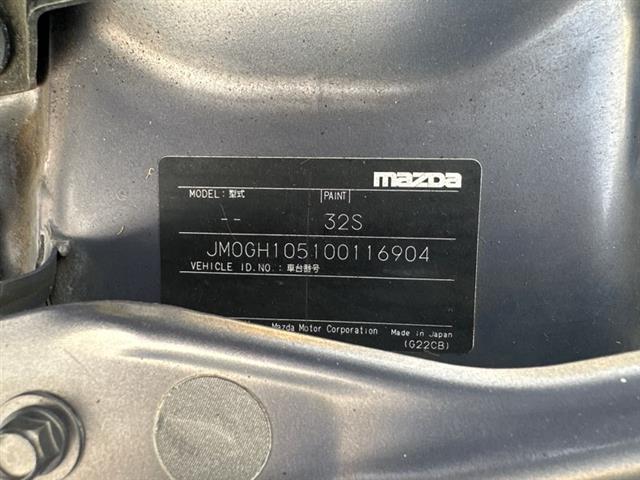 mazda
MODEL: 型式 PAINT
-- 32S
JM0GH105100116904
VEHICLE ID.NO.: 車台番号
Mazda Motor Corporation Made in Japan
(G22CB)